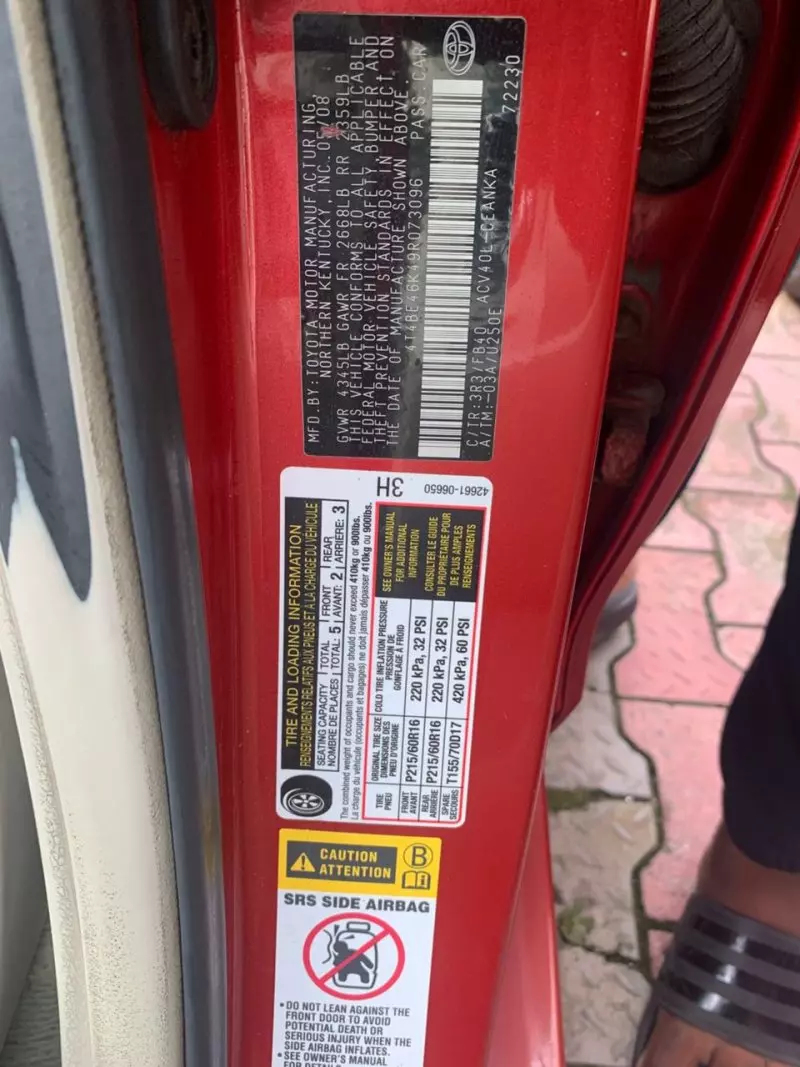 MFD.BY:TOYOTA MOTOR MANUFACTURING,
NORTHERN KENTUCKY,INC. 05/08
GVWR 4345LB GAWR FR 2668LB RR 2359LB
THIS VEHICLE CONFORMS TO ALL APPLICABLE
FEDERAL MOTOR VEHICLE SAFETY, BUMPER AND
THEFT PREVENTION STANDARDS IN EFFECT ON
THE DATE OF MANUFACTURE SHOWN ABOVE.
4T4BE46K49R073096 PASS.CAR
C/TR:3R3/FB40 ACV40L-CEANKA
A/TM:-03A/U250E 72230
TIRE AND LOADING INFORMATION
RENSEIGNEMENTS RELATIFS AUX PNEUS ET À LA CHARGE DU VÉHICULE
SEATING CAPACITY TOTAL FRONT REAR
NOMBRE DE PLACES TOTAL: 5 AVANT: 2 ARRIÈRE: 3
The combined weight of occupants and cargo should never exceed 410kg or 900lbs.
La charge du véhicule (occupants et bagages) ne doit jamais dépasser 410kg ou 900lbs.
TIRE
PNEU
ORIGINAL TIRE SIZE
DIMENSIONS DES
PNEU D'ORIGINE
COLD TIRE INFLATION PRESSURE
PRESSION DE
GONFLAGE À FROID
FRONT
AVANT
P215/60R16
220 kPa, 32 PSI
REAR
ARRIÈRE
P215/60R16
220 kPa, 32 PSI
SPARE
SECOURS
T155/70D17
420 kPa, 60 PSI
SEE OWNER'S MANUAL
FOR ADDITIONAL
INFORMATION
CONSULTER LE GUIDE
DU PROPRIÉTAIRE POUR
DE PLUS AMPLES
RENSEIGNEMENTS
3H
42661-06650
CAUTION
ATTENTION
B
SRS SIDE AIRBAG
•DO NOT LEAN AGAINST THE
FRONT DOOR TO AVOID
POTENTIAL DEATH OR
SERIOUS INJURY WHEN THE
SIDE AIRBAG INFLATES.
•SEE OWNER'S MANUAL